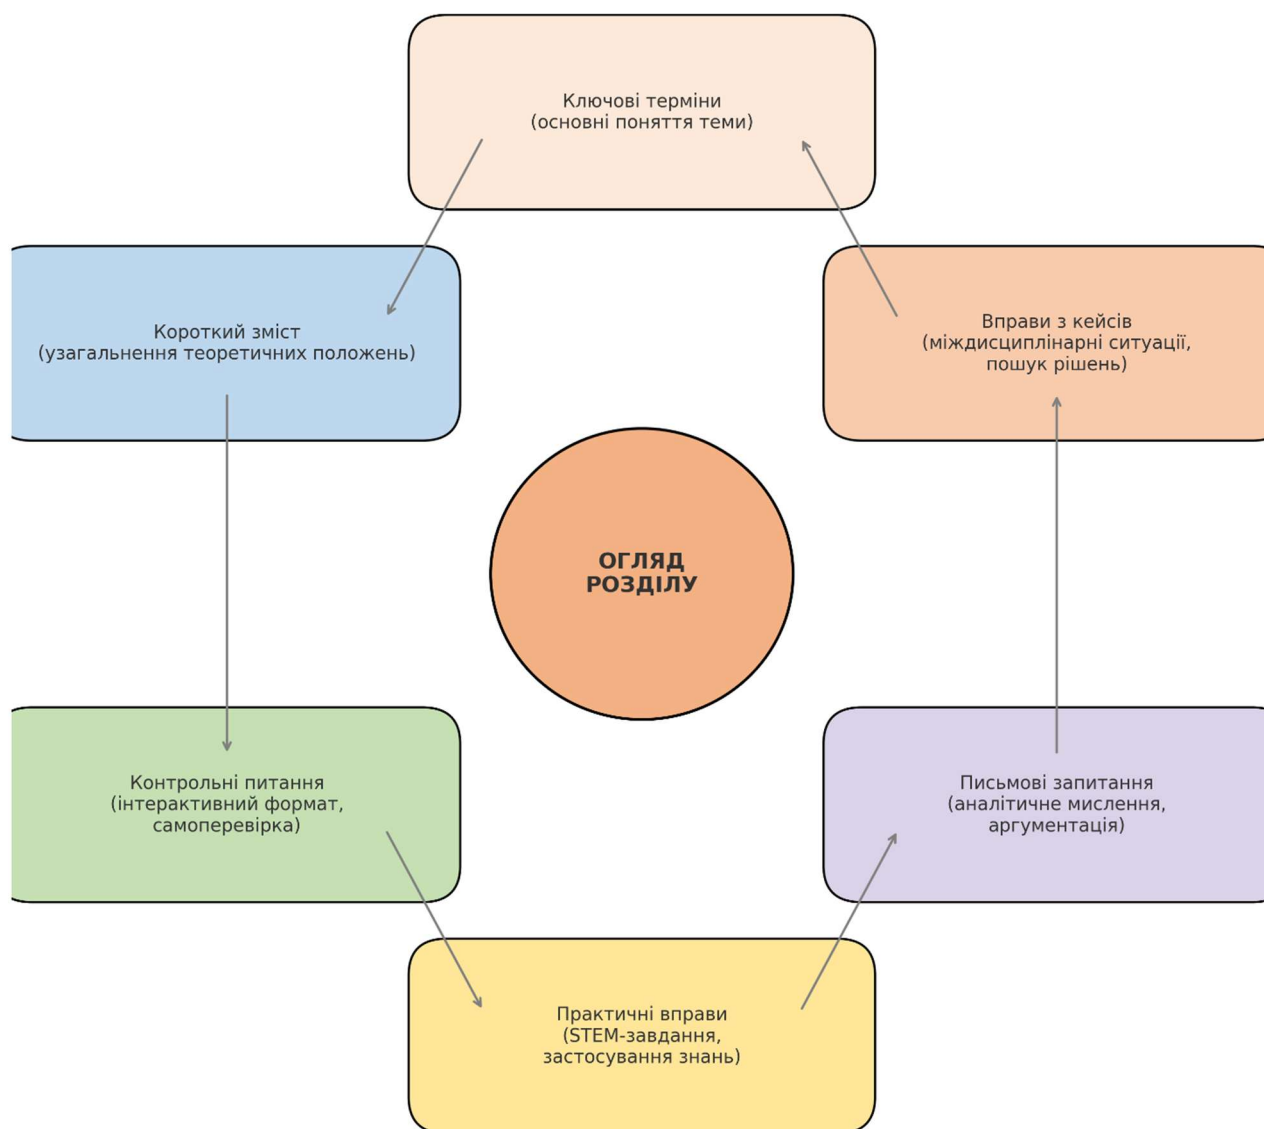 Ключові терміни
(основні поняття теми)
Короткий зміст
(узагальнення теоретичних положень)
Вправи з кейсів
(міждисциплінарні ситуації,
пошук рішень)
ОГЛЯД
РОЗДІЛУ
Контрольні питання
(інтерактивний формат,
самоперевірка)
Письмові запитання
(аналітичне мислення,
аргументація)
Практичні вправи
(STEM-завдання,
застосування знань)